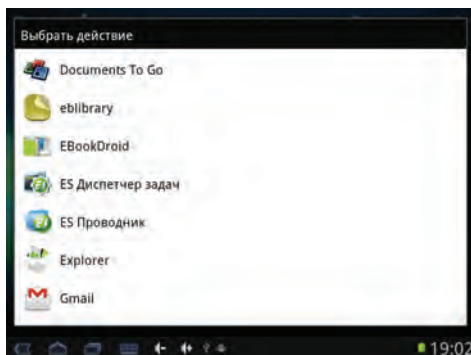 Выбрать действие
Documents To Go
eblibrary
EBookDroid
ES Диспетчер задач
ES Проводник
Explorer
Gmail
19:02